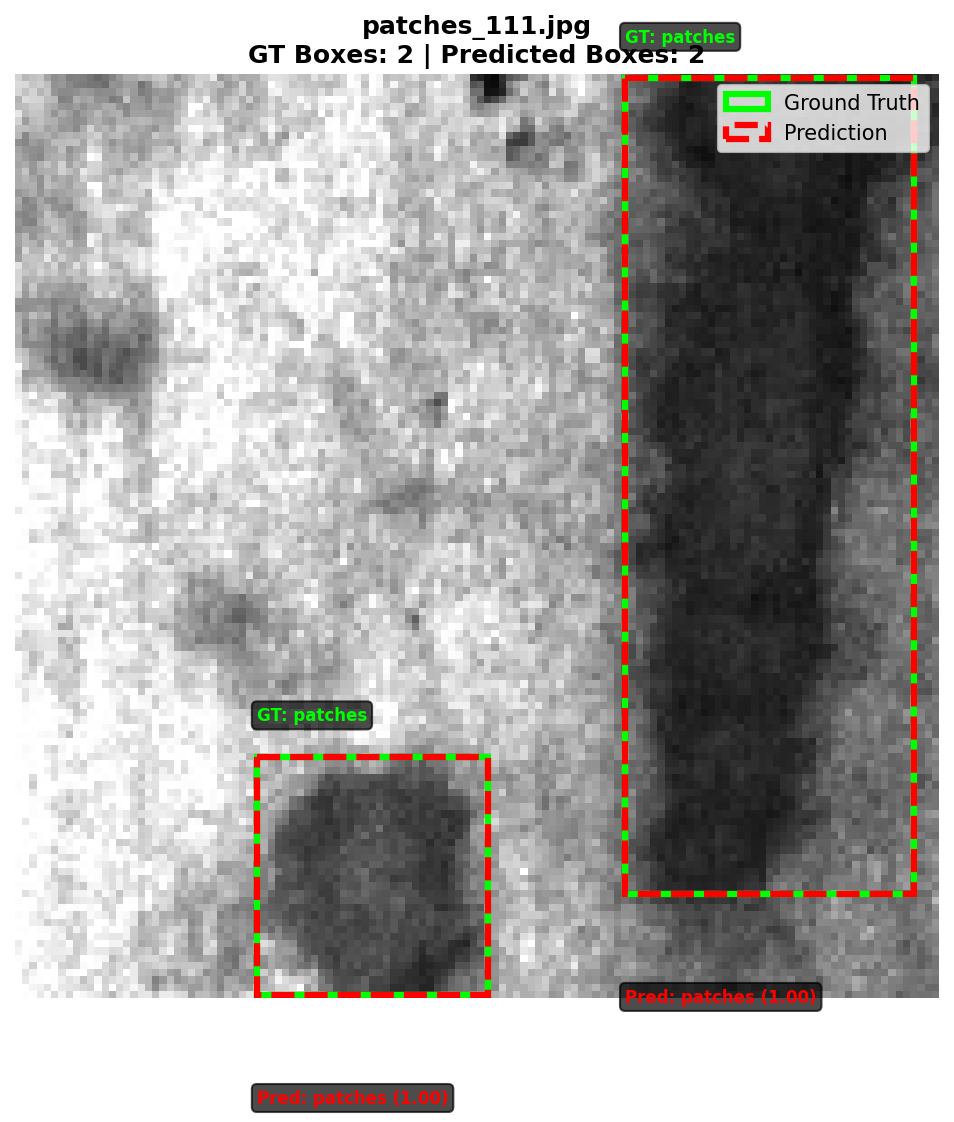 patches_111.jpg
GT Boxes: 2 | Predicted Boxes: 2
GT: patches
Ground Truth
Prediction
GT: patches
Pred: patches (1.00)
Pred: patches (1.00)